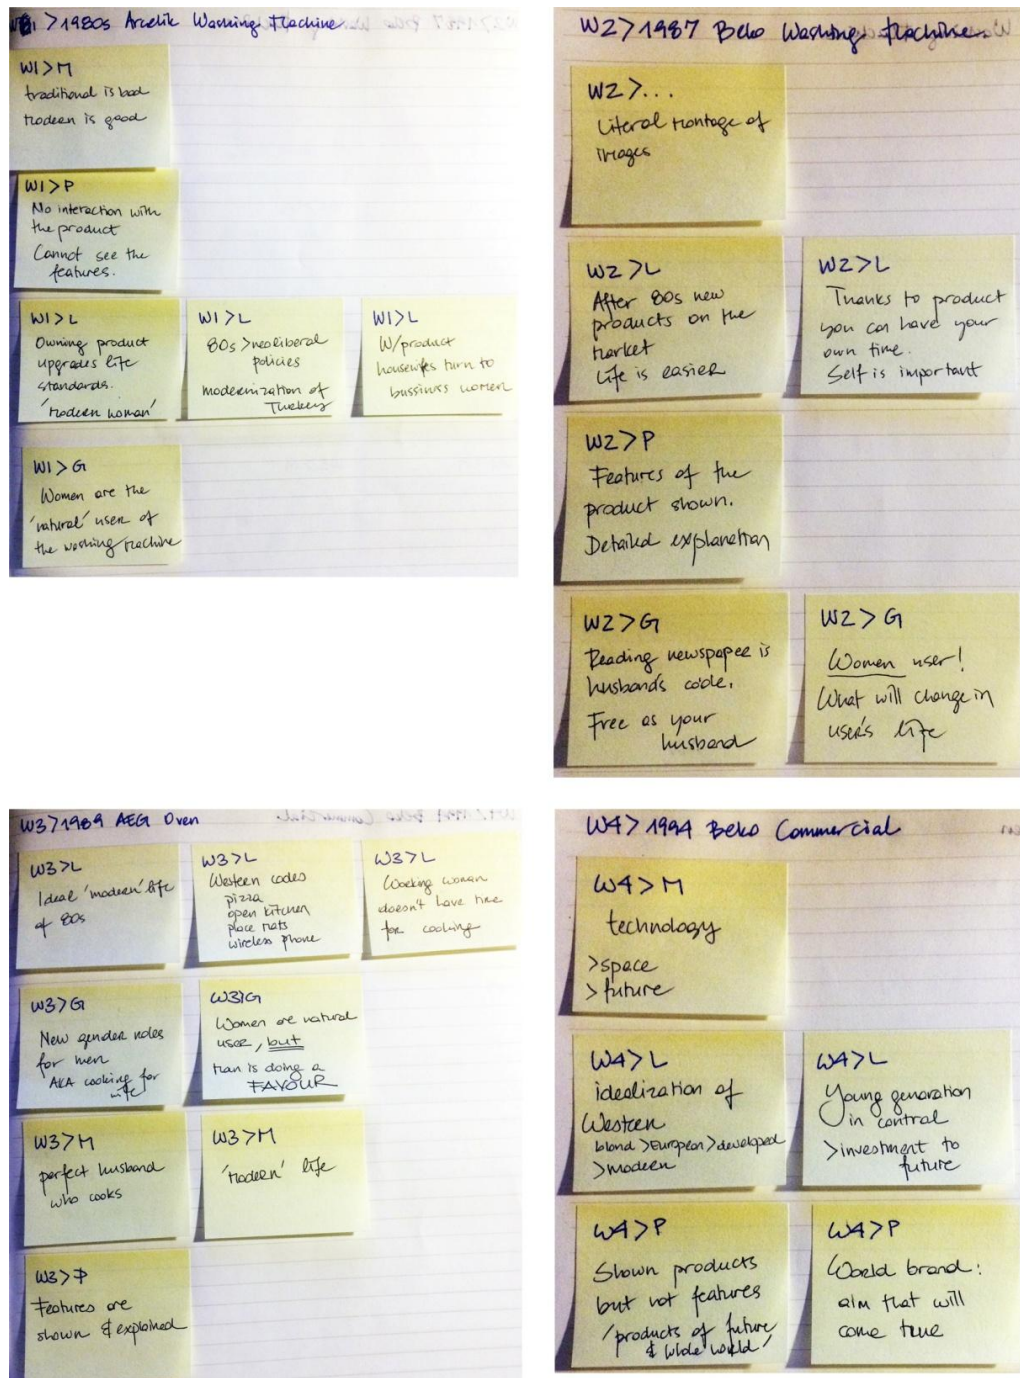 W1 > 1980s Arcelik Washing Machine
W1>M
traditional is bad
modern is good
W1>P
No interaction with
the product
Cannot see the
features.
W1>L
Owning product
upgrades life
standards.
'modern woman'
W1>L
80s > neoliberal
policies
modernization of
Turkey
W1>L
W/product
housewifes turn to
bussinies women
W1>G
Women are the
'natural' user of
the washing machine
W2>1987 Beko Washing Machine
W2>...
Literal montage of
images
W2>L
After 80s new
products on the
market
Life is easier
W2>L
Thanks to product
you can have your
own time.
Self is important
W2>P
Features of the
product shown.
Detailed explanation
W2>G
Reading newspaper is
husbands code.
Free as your
husband
W2>G
Women user!
What will change in
user's life
W3>1989 AEG Oven
W3>L
Ideal 'modern' life
of 80s
W3>L
Western codes
pizza
open kitchen
place mats
wireless phone
W3>L
Working woman
doesn't have time
for cooking
W3>G
New gender roles
for men
AKA cooking for
wife
W3>G
Women are natural
user, but
man is doing a
FAVOUR
W3>M
perfect husband
who cooks
W3>M
'modern' life
W3>P
Features are
shown & explained
W4>1994 Beko Commercial
W4>M
technology
>space
>future
W4>L
idealization of
Western
blond >European>developed
>modern
W4>L
Young generation
in control
>investment to
future
W4>P
Shown products
but not features
'products of future
& wide world'
W4>P
World brand:
aim that will
come true